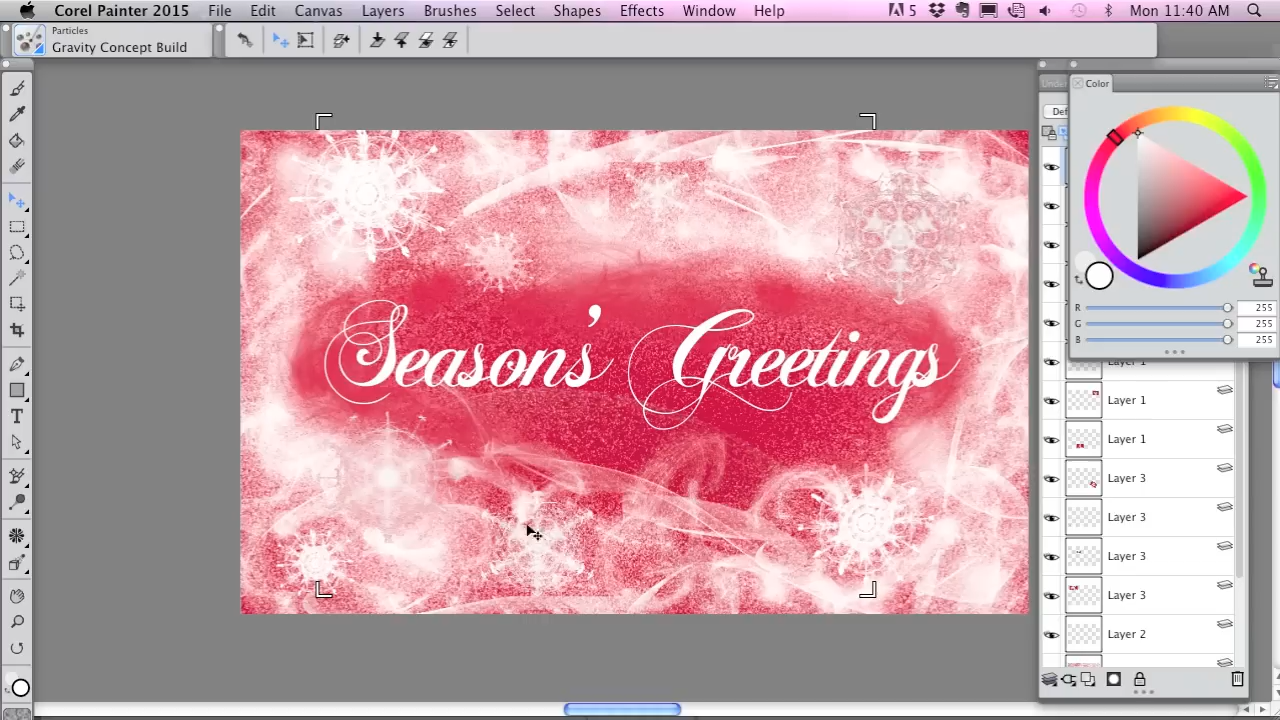 Corel Painter 2015 File Edit Canvas Layers Brushes Select Shapes Effects Window Help 5 Mon 11:40 AM
Particles
Gravity Concept Build
Color
Seasons' Greetings
R 255
G 255
B 255
Layer 1
Layer 1
Layer 1
Layer 3
Layer 3
Layer 3
Layer 3
Layer 2